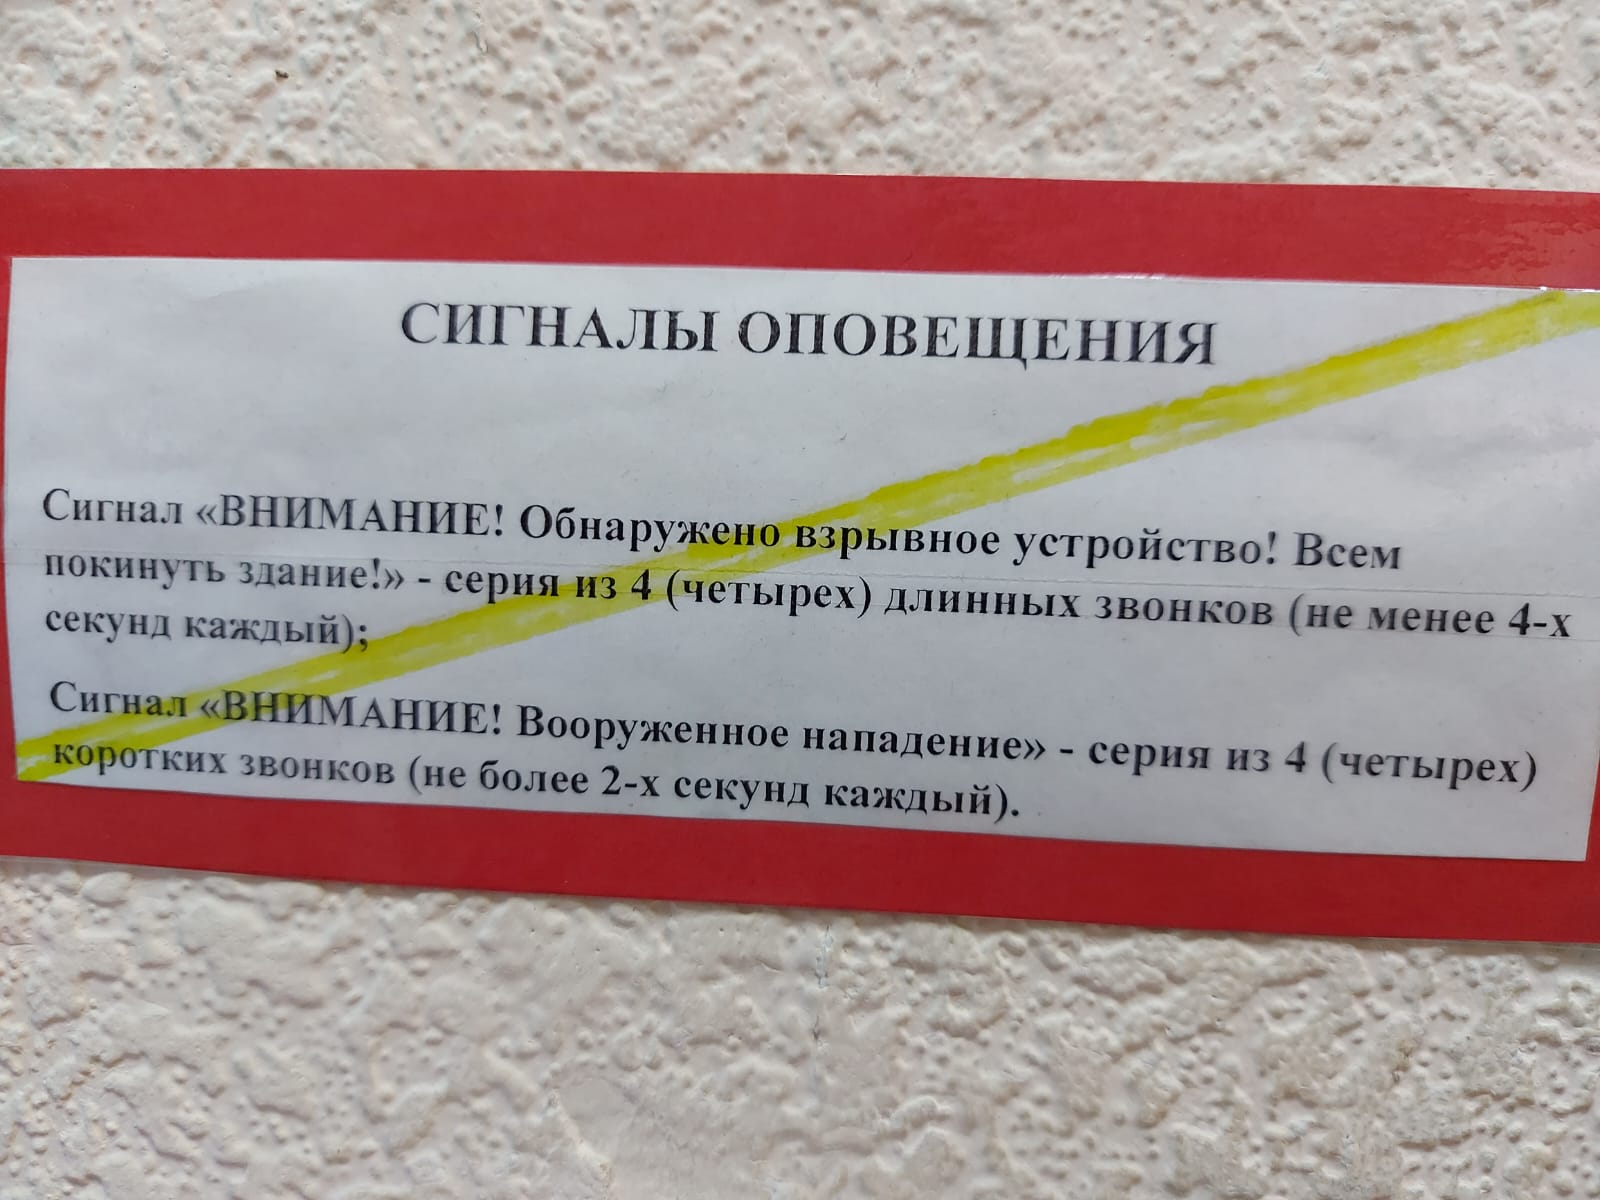 СИГНАЛЫ ОПОВЕЩЕНИЯ
Сигнал «ВНИМАНИЕ! Обнаружено взрывное устройство! Всем
покинуть здание!» - серия из 4 (четырех) длинных звонков (не менее 4-х
секунд каждый);
Сигнал «ВНИМАНИЕ! Вооруженное нападение» - серия из 4 (четырех)
коротких звонков (не более 2-х секунд каждый).